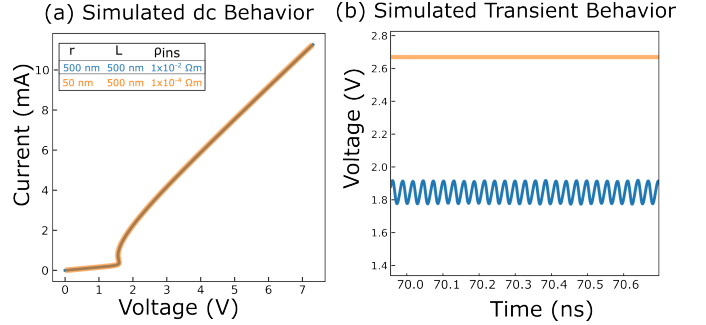 (a) Simulated dc Behavior
r L ρins
500 nm 500 nm 1x10⁻² Ωm
50 nm 500 nm 1x10⁻⁴ Ωm
10
8
6
4
2
0
Current (mA)
0 1 2 3 4 5 6 7
Voltage (V)
(b) Simulated Transient Behavior
2.8
2.6
2.4
2.2
2.0
1.8
1.6
1.4
Voltage (V)
70.0 70.1 70.2 70.3 70.4 70.5 70.6
Time (ns)